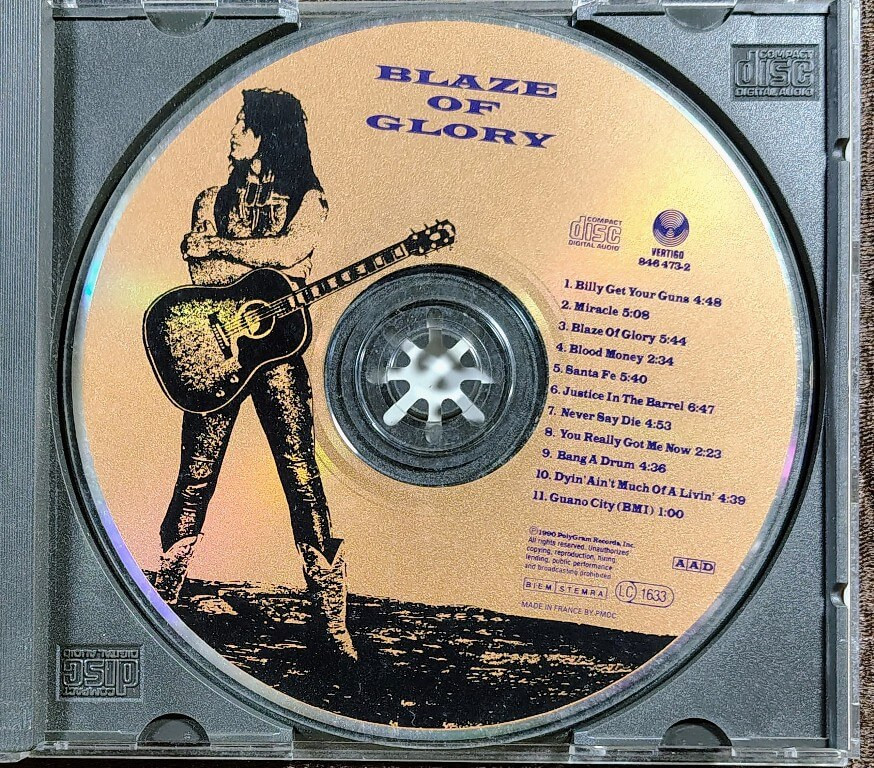 BLAZE
OF
GLORY
COMPACT
disc
DIGITAL AUDIO
COMPACT
disc
DIGITAL AUDIO
VERTIGO
846 473-2
1. Billy Get Your Guns 4:48
2. Miracle 5:08
3. Blaze Of Glory 5:44
4. Blood Money 2:34
5. Santa Fe 5:40
6. Justice In The Barrel 6:47
7. Never Say Die 4:53
8. You Really Got Me Now 2:23
9. Bang A Drum 4:36
10. Dyin' Ain't Much Of A Livin' 4:39
11. Guano City (BMI) 1:00
℗1990 PolyGram Records, Inc.
All rights reserved. Unauthorized
copying, reproduction, hiring,
lending, public performance
and broadcasting prohibited.
AAD
BIEM STEMRA LC 1633
MADE IN FRANCE BY PMDC
COMPACT
disc
DIGITAL AUDIO